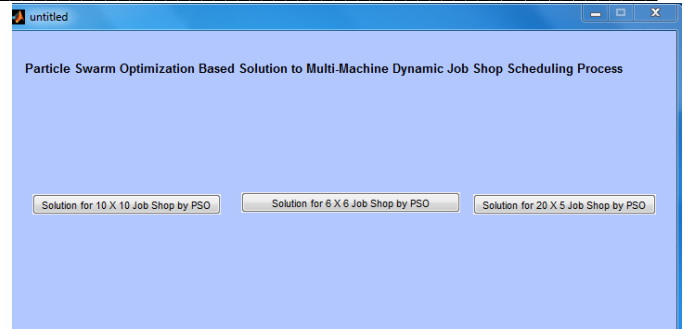 untitled
Particle Swarm Optimization Based Solution to Multi-Machine Dynamic Job Shop Scheduling Process
Solution for 10 X 10 Job Shop by PSO
Solution for 6 X 6 Job Shop by PSO
Solution for 20 X 5 Job Shop by PSO